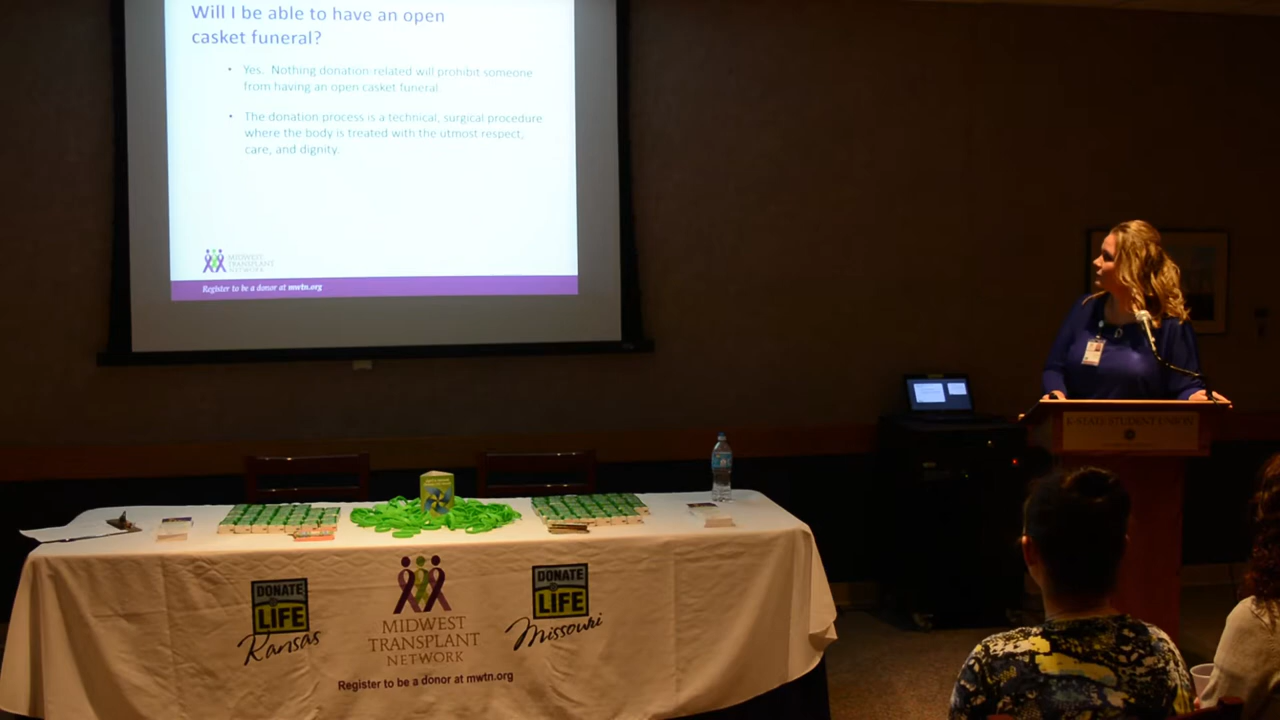 Will I be able to have an open
casket funeral?
• Yes. Nothing donation related will prohibit someone
from having an open casket funeral.
• The donation process is a technical, surgical procedure
where the body is treated with the utmost respect,
care, and dignity.
MIDWEST
TRANSPLANT
NETWORK
Register to be a donor at mwtn.org
K-STATE STUDENT UNION
DONATE
LIFE
Kansas
MIDWEST
TRANSPLANT
NETWORK
DONATE
LIFE
Missouri
Register to be a donor at mwtn.org